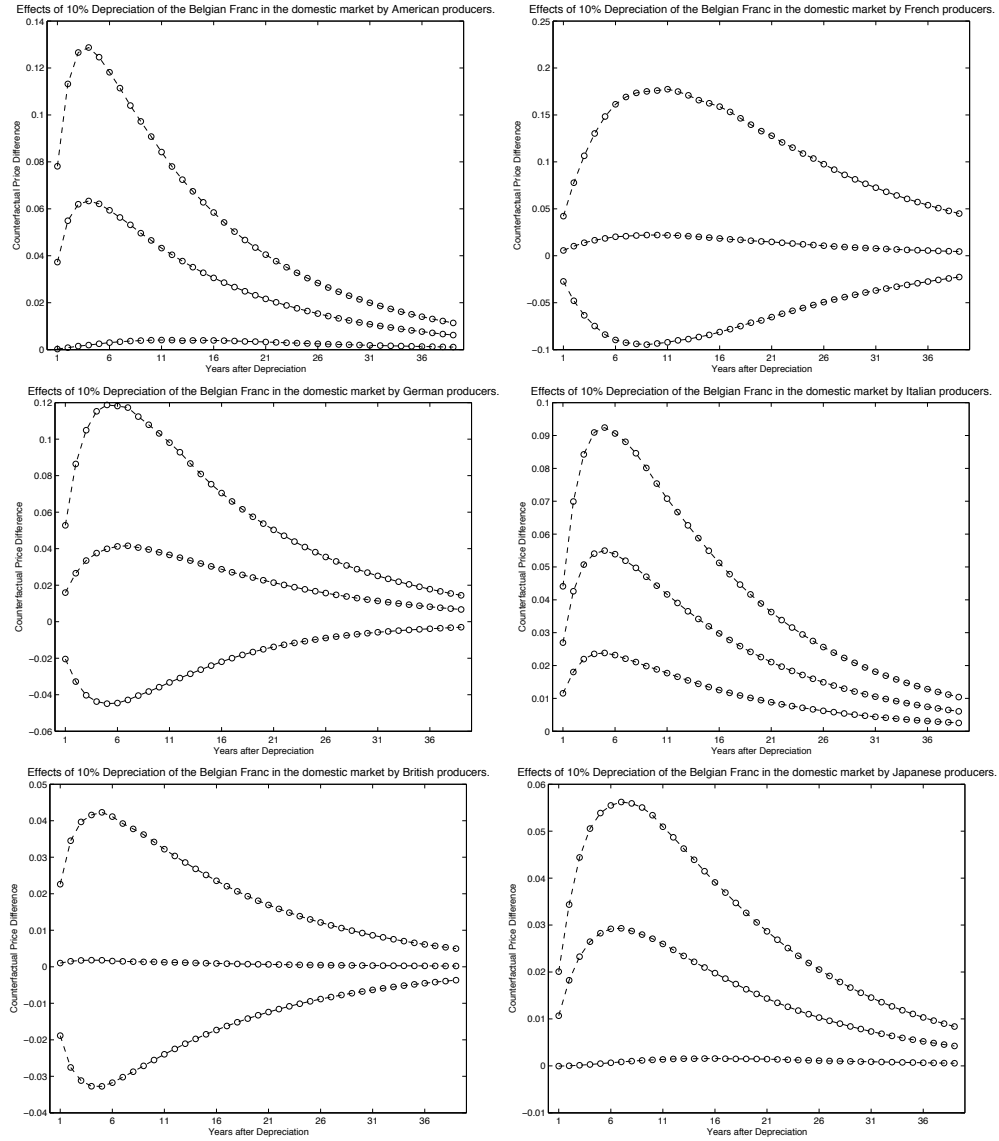 Effects of 10% Depreciation of the Belgian Franc in the domestic market by American producers.
0.14
0.12
0.1
0.08
0.06
0.04
0.02
0
Counterfactual Price Difference
1 6 11 16 21 26 31 36
Years after Depreciation
Effects of 10% Depreciation of the Belgian Franc in the domestic market by French producers.
0.25
0.2
0.15
0.1
0.05
0
−0.05
−0.1
Counterfactual Price Difference
1 6 11 16 21 26 31 36
Years after Depreciation
Effects of 10% Depreciation of the Belgian Franc in the domestic market by German producers.
0.12
0.1
0.08
0.06
0.04
0.02
0
−0.02
−0.04
−0.06
Counterfactual Price Difference
1 6 11 16 21 26 31 36
Years after Depreciation
Effects of 10% Depreciation of the Belgian Franc in the domestic market by Italian producers.
0.1
0.09
0.08
0.07
0.06
0.05
0.04
0.03
0.02
0.01
0
Counterfactual Price Difference
1 6 11 16 21 26 31 36
Years after Depreciation
Effects of 10% Depreciation of the Belgian Franc in the domestic market by British producers.
0.05
0.04
0.03
0.02
0.01
0
−0.01
−0.02
−0.03
−0.04
Counterfactual Price Difference
1 6 11 16 21 26 31 36
Years after Depreciation
Effects of 10% Depreciation of the Belgian Franc in the domestic market by Japanese producers.
0.06
0.05
0.04
0.03
0.02
0.01
0
−0.01
Counterfactual Price Difference
1 6 11 16 21 26 31 36
Years after Depreciation